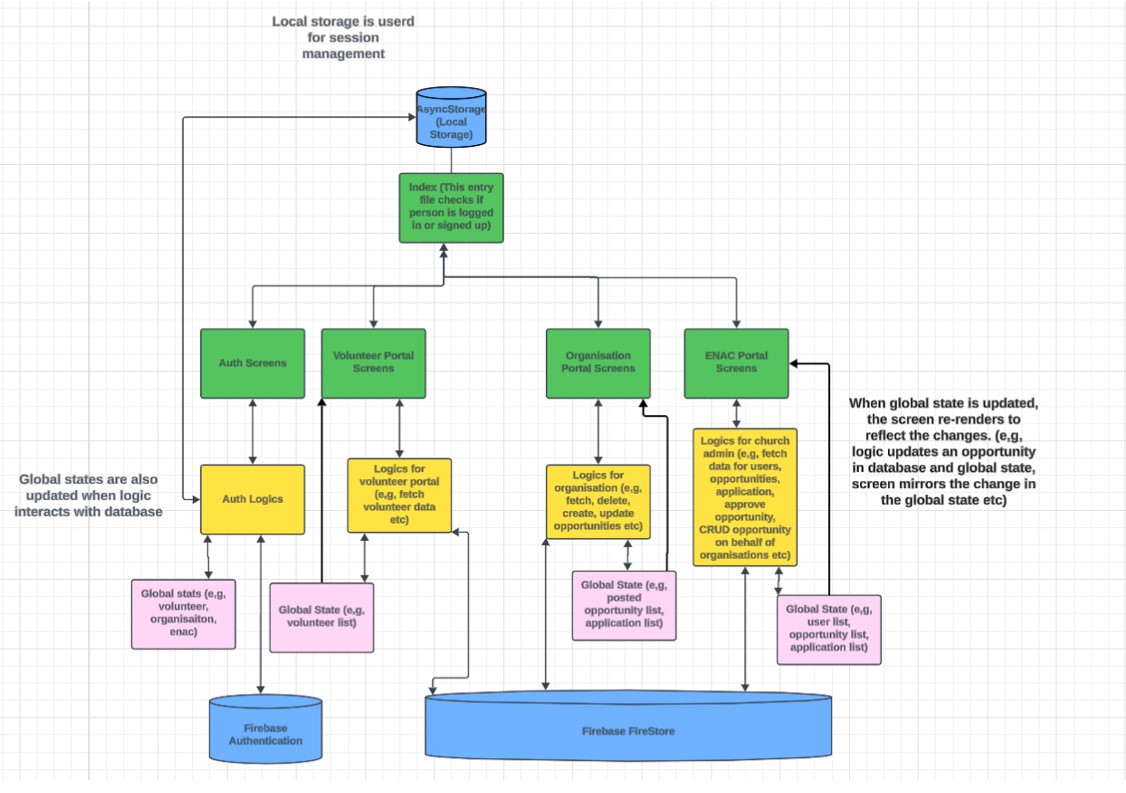 Local storage is userd
for session
management
AsyncStorage
(Local
Storage)
Index (This entry
file checks if
person is logged
in or signed up)
Auth Screens
Volunteer Portal
Screens
Organisation
Portal Screens
ENAC Portal
Screens
When global state is updated,
the screen re-renders to
reflect the changes. (e,g,
logic updates an opportunity
in database and global state,
screen mirrors the change in
the global state etc)
Global states are also
updated when logic
interacts with database
Auth Logics
Logics for
volunteer portal
(e,g, fetch
volunteer data
etc)
Logics for
organisation (e,g,
fetch, delete,
create, update
opportunities etc)
Logics for church
admin (e,g, fetch
data for users,
opportunities,
application,
approve
opportunity,
CRUD opportunity
on behalf of
organisations etc)
Global stats (e,g,
volunteer,
organisaiton,
enac)
Global State (e,g,
volunteer list)
Global State (e,g,
posted
opportunity list,
application list)
Global State (e,g,
user list,
opportunity list,
application list)
Firebase
Authentication
Firebase FireStore